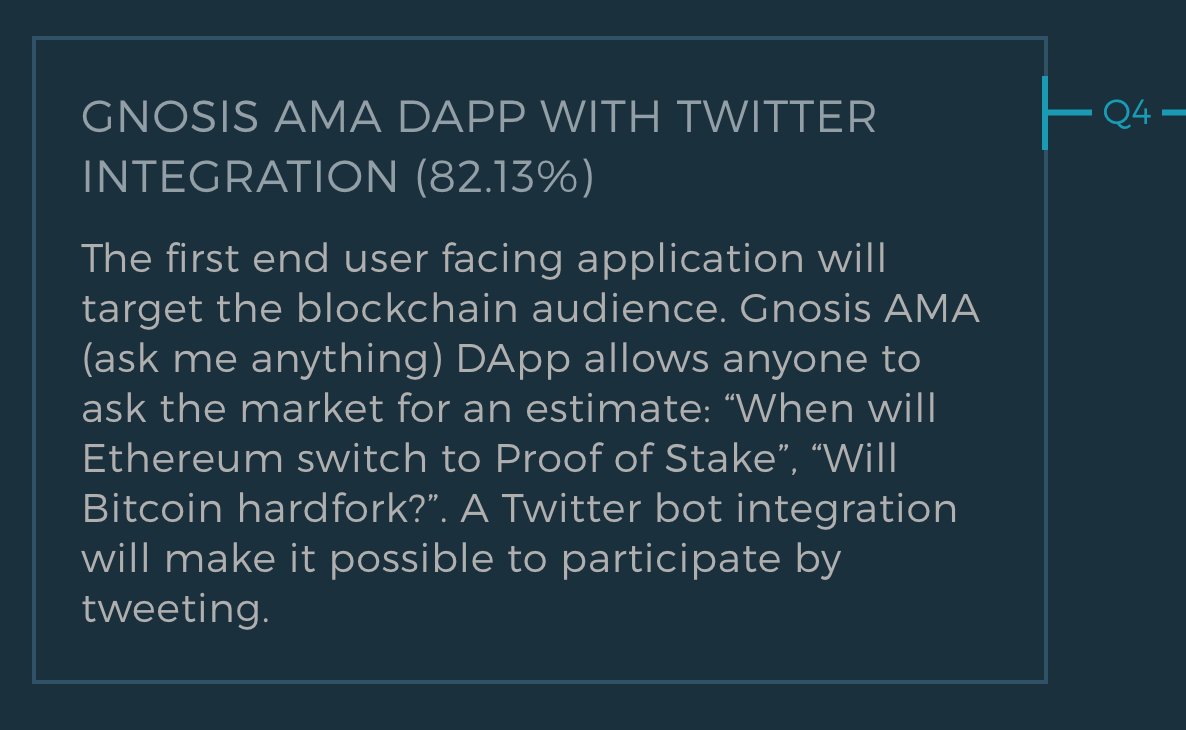 GNOSIS AMA DAPP WITH TWITTER
INTEGRATION (82.13%)
Q4
The first end user facing application will
target the blockchain audience. Gnosis AMA
(ask me anything) DApp allows anyone to
ask the market for an estimate: “When will
Ethereum switch to Proof of Stake”, “Will
Bitcoin hardfork?”. A Twitter bot integration
will make it possible to participate by
tweeting.